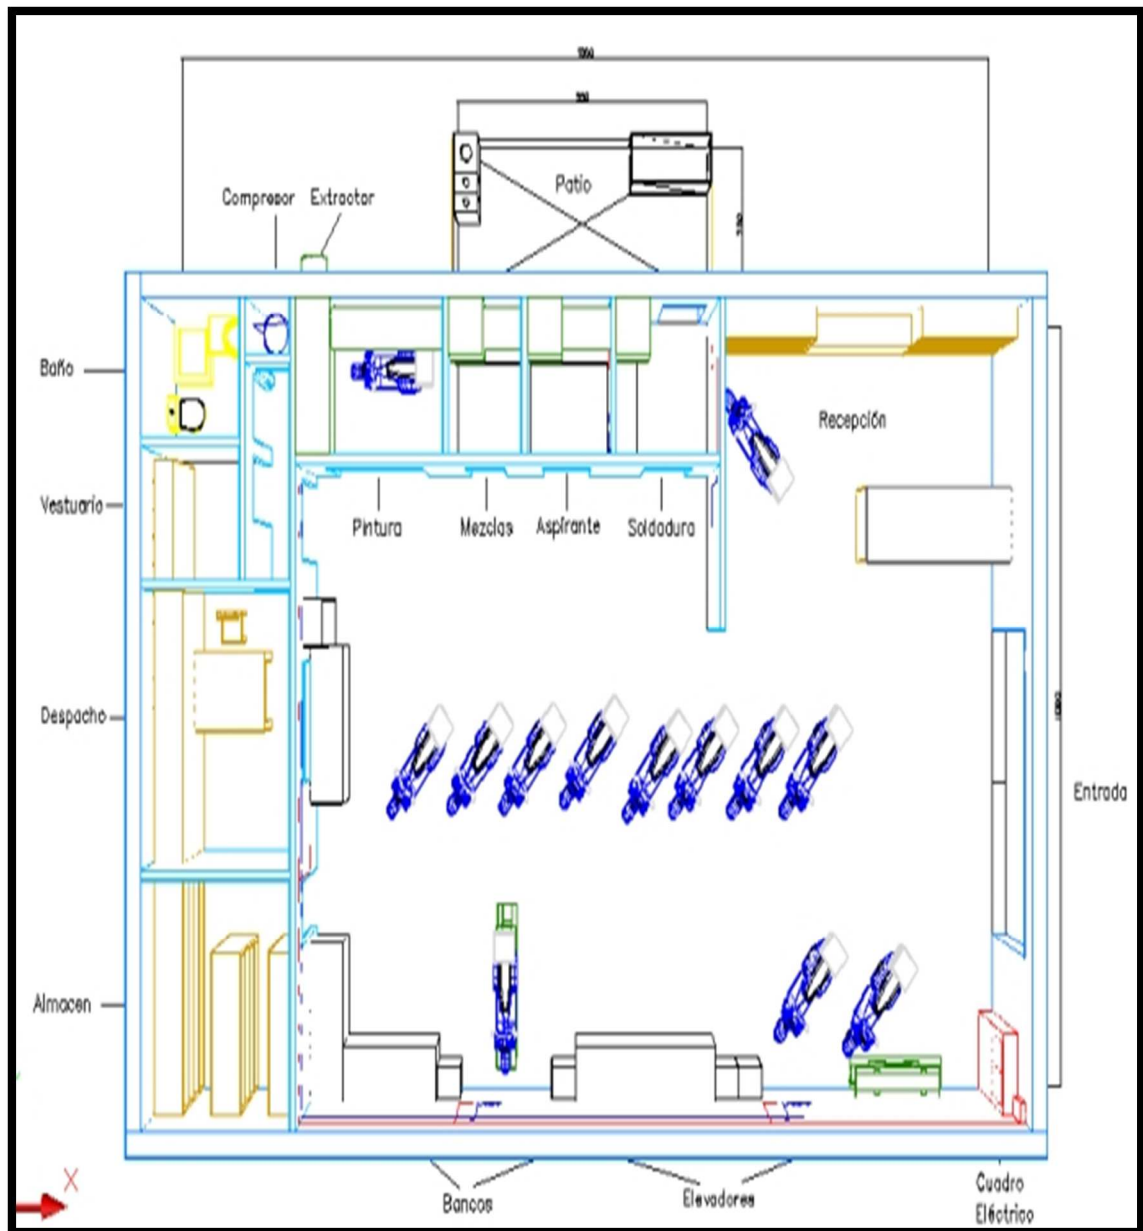 Patio
Compresor Extractor
Baño
Recepción
Vestuario
Pintura Mezclas Aspirante Soldadura
Despacho
Entrada
Almacen
X
Bancos Elevadores Cuadro
Eléctrico